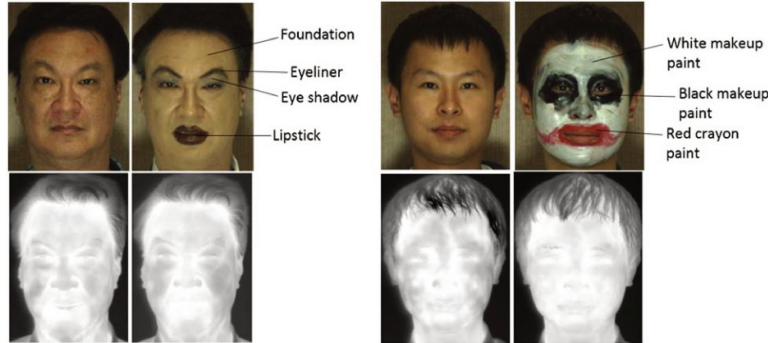 Foundation
Eyeliner
Eye shadow
Lipstick
White makeup
paint
Black makeup
paint
Red crayon
paint